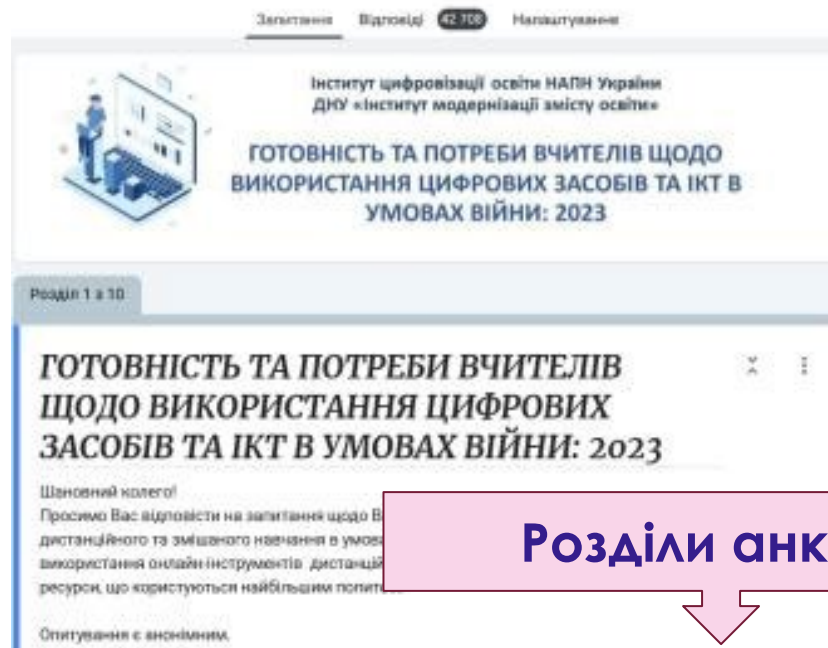 Запитання Відповіді 42 708 Налаштування
Інститут цифровізації освіти НАПН України
ДНУ «Інститут модернізації змісту освіти»
ГОТОВНІСТЬ ТА ПОТРЕБИ ВЧИТЕЛІВ ЩОДО
ВИКОРИСТАННЯ ЦИФРОВИХ ЗАСОБІВ ТА ІКТ В
УМОВАХ ВІЙНИ: 2023
Розділ 1 з 10
ГОТОВНІСТЬ ТА ПОТРЕБИ ВЧИТЕЛІВ
ЩОДО ВИКОРИСТАННЯ ЦИФРОВИХ
ЗАСОБІВ ТА ІКТ В УМОВАХ ВІЙНИ: 2023
Шановний колего!
Просимо Вас відповісти на запитання щодо В
дистанційного та змішаного навчання в умова
використання онлайн-інструментів дистанцій
ресурси, що користуються найбільшим попит
Розділи анк
Опитування є анонімним.